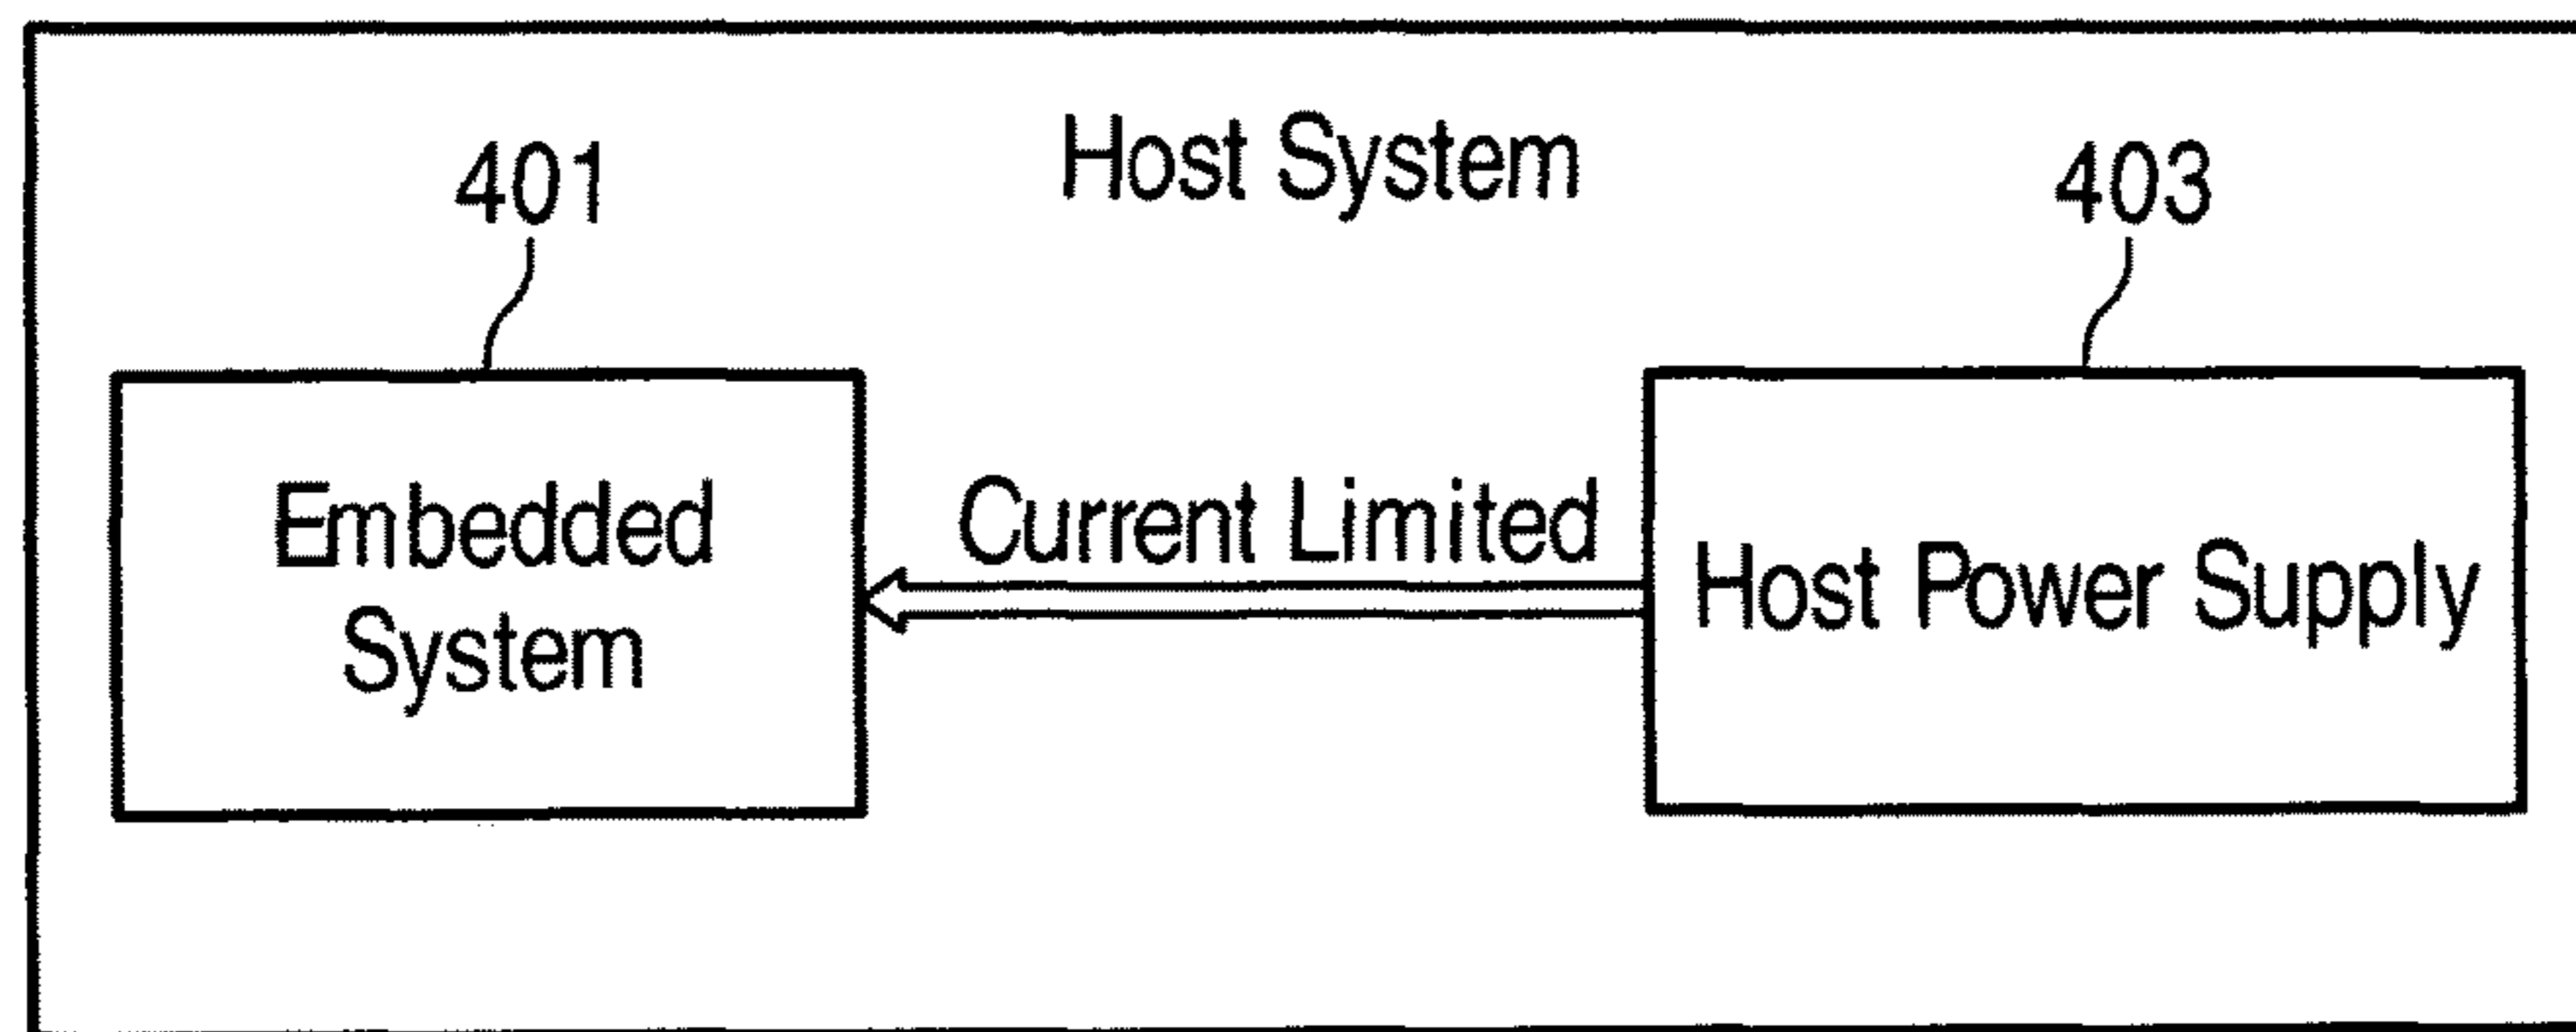 Host System
401
403
Embedded
System
Current Limited
Host Power Supply